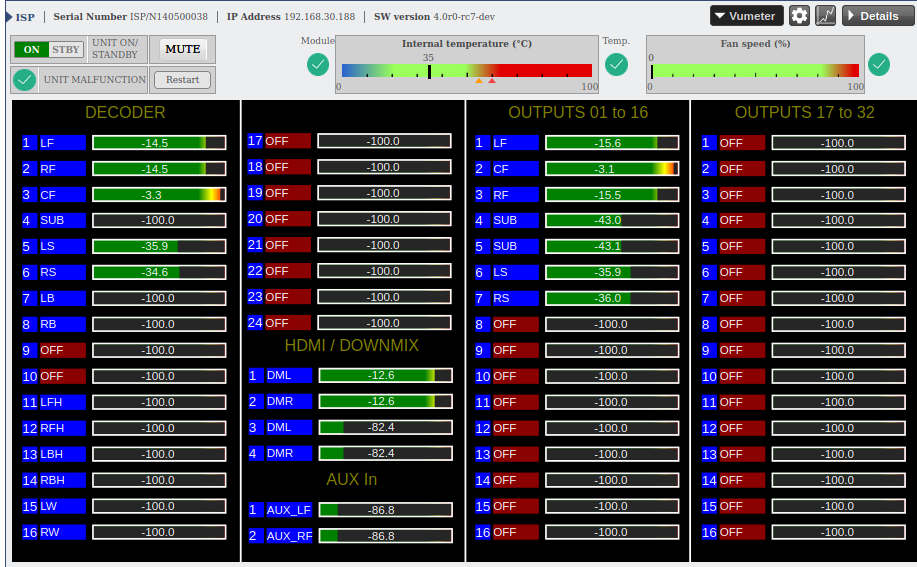 ISP | Serial Number ISP/N140500038 | IP Address 192.168.30.188 | SW version 4.0r0-rc7-dev
Vumeter
Details
ON STBY UNIT ON/ STANDBY MUTE
UNIT MALFUNCTION Restart
Module
Internal temperature (°C)
35
0 100
Temp.
Fan speed (%)
0
0 100
DECODER
1 LF -14.5
2 RF -14.5
3 CF -3.3
4 SUB -100.0
5 LS -35.9
6 RS -34.6
7 LB -100.0
8 RB -100.0
9 OFF -100.0
10 OFF -100.0
11 LFH -100.0
12 RFH -100.0
13 LBH -100.0
14 RBH -100.0
15 LW -100.0
16 RW -100.0
17 OFF -100.0
18 OFF -100.0
19 OFF -100.0
20 OFF -100.0
21 OFF -100.0
22 OFF -100.0
23 OFF -100.0
24 OFF -100.0
HDMI / DOWNMIX
1 DML -12.6
2 DMR -12.6
3 DML -82.4
4 DMR -82.4
AUX In
1 AUX_LF -86.8
2 AUX_RF -86.8
OUTPUTS 01 to 16
1 LF -15.6
2 CF -3.1
3 RF -15.5
4 SUB -43.0
5 SUB -43.1
6 LS -35.9
7 RS -36.0
8 OFF -100.0
9 OFF -100.0
10 OFF -100.0
11 OFF -100.0
12 OFF -100.0
13 OFF -100.0
14 OFF -100.0
15 OFF -100.0
16 OFF -100.0
OUTPUTS 17 to 32
1 OFF -100.0
2 OFF -100.0
3 OFF -100.0
4 OFF -100.0
5 OFF -100.0
6 OFF -100.0
7 OFF -100.0
8 OFF -100.0
9 OFF -100.0
10 OFF -100.0
11 OFF -100.0
12 OFF -100.0
13 OFF -100.0
14 OFF -100.0
15 OFF -100.0
16 OFF -100.0